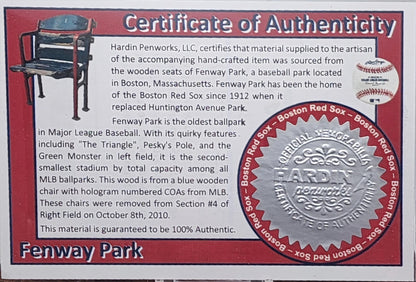 Certificate of Authenticity
Hardin Penworks, LLC, certifies that material supplied to the artisan
of the accompanying hand-crafted item was sourced from
the wooden seats of Fenway Park, a baseball park located
in Boston, Massachusetts. Fenway Park has been the home
of the Boston Red Sox since 1912 when it
replaced Huntington Avenue Park.
Fenway Park is the oldest ballpark
in Major League Baseball. With its quirky features
including "The Triangle", Pesky's Pole, and the
Green Monster in left field, it is the second-
smallest stadium by total capacity among all
MLB ballparks. This wood is from a blue wooden
chair with hologram numbered COAs from MLB.
These chairs were removed from Section #4 of
Right Field on October 8th, 2010.
This material is guaranteed to be 100% Authentic.
Fenway Park
Boston Red Sox - Boston Red Sox - Boston Red Sox - Boston Red Sox - Boston Red Sox -
HARDIN
penworks
CERTIFICATE OF AUTHENTICITY